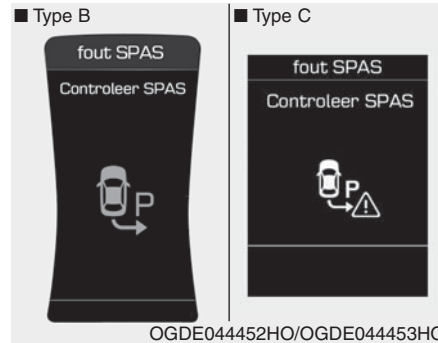 ■ Type B
fout SPAS
Controleer SPAS
P
■ Type C
fout SPAS
Controleer SPAS
P
OGDE044452HO/OGDE044453HO